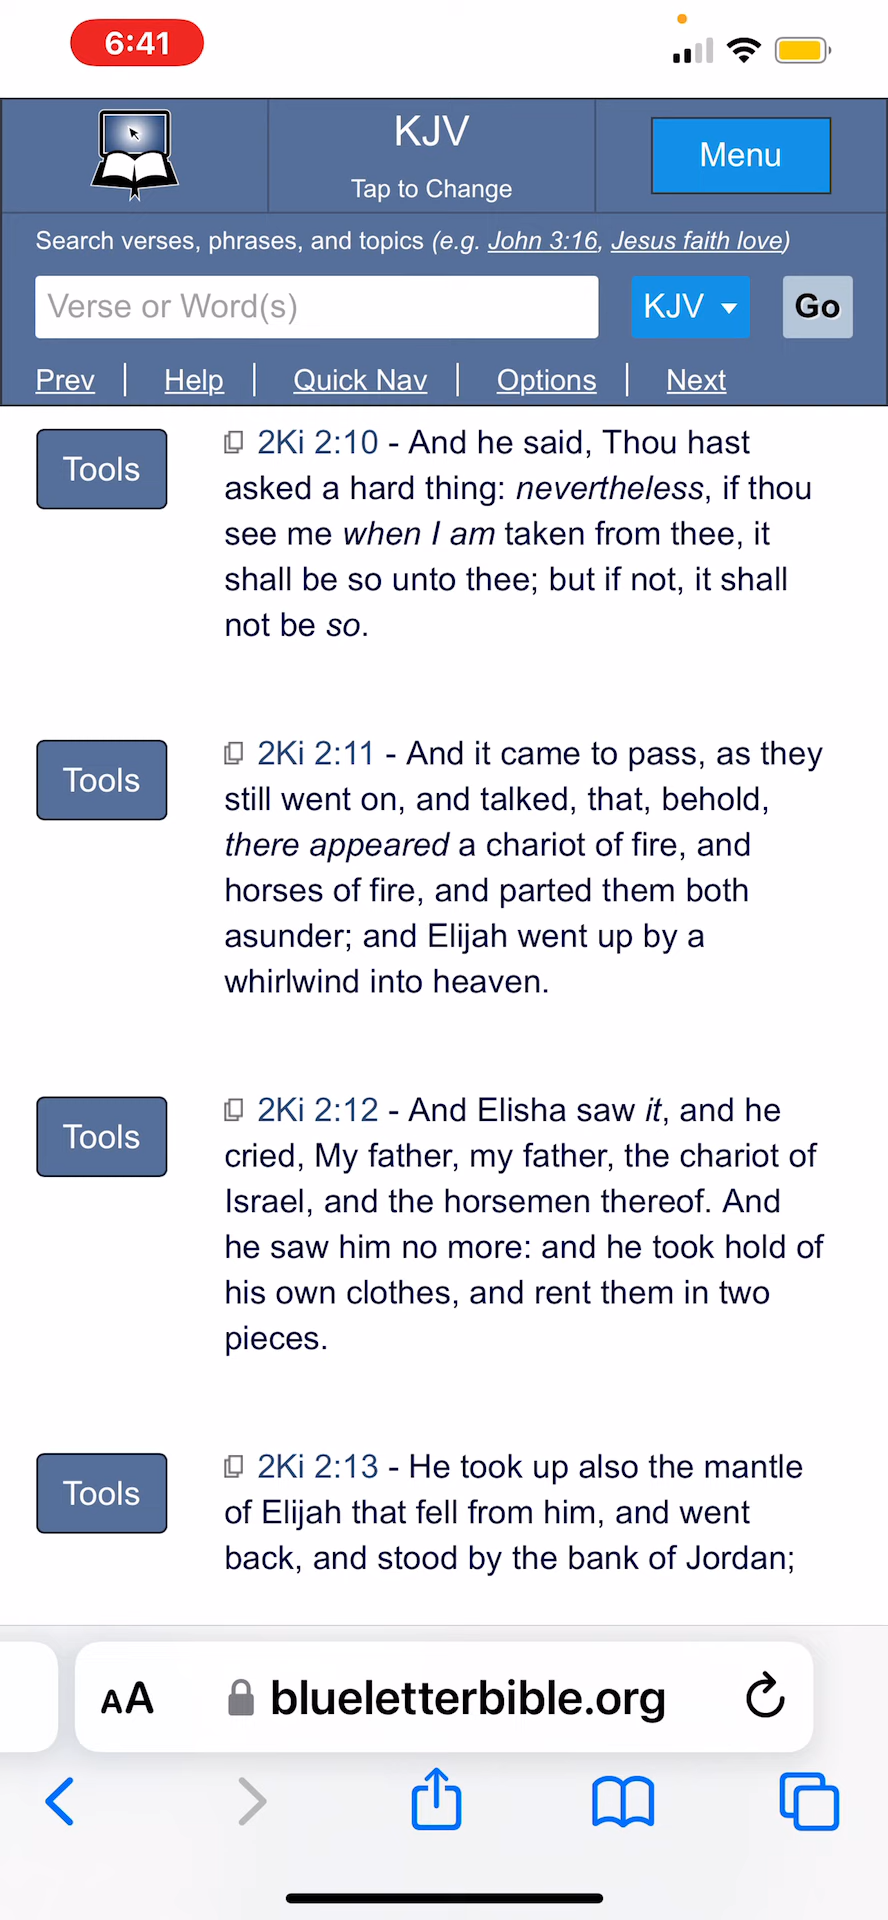 6:41
KJV
Tap to Change
Menu
Search verses, phrases, and topics (e.g. John 3:16, Jesus faith love)
Verse or Word(s)
KJV
Go
Prev | Help | Quick Nav | Options | Next
Tools
2Ki 2:10 - And he said, Thou hast
asked a hard thing: nevertheless, if thou
see me when I am taken from thee, it
shall be so unto thee; but if not, it shall
not be so.
Tools
2Ki 2:11 - And it came to pass, as they
still went on, and talked, that, behold,
there appeared a chariot of fire, and
horses of fire, and parted them both
asunder; and Elijah went up by a
whirlwind into heaven.
Tools
2Ki 2:12 - And Elisha saw it, and he
cried, My father, my father, the chariot of
Israel, and the horsemen thereof. And
he saw him no more: and he took hold of
his own clothes, and rent them in two
pieces.
Tools
2Ki 2:13 - He took up also the mantle
of Elijah that fell from him, and went
back, and stood by the bank of Jordan;
AA
blueletterbible.org